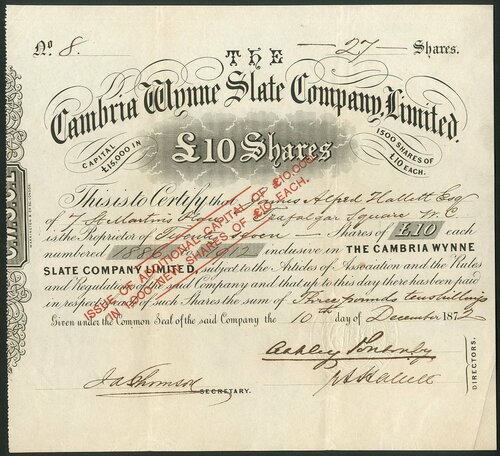 No. 8.
27 Shares.
THE
Cambria Wynne Slate Company, Limited.
CAPITAL
£15,000 IN
£10 Shares
1500 SHARES OF
£10 EACH.
This is to Certify that James Alfred Hallett Esq
of 7 St Martins Place Trafalgar Square W.C.
is the Proprietor of Shares of £10 each
numbered inclusive in THE CAMBRIA WYNNE
SLATE COMPANY LIMITED, subject to the Articles of Association and the Rules
and Regulations of the said Company and that up to this day there has been paid
in respect of each of such Shares the sum of Three pounds ten shillings
Given under the Common Seal of the said Company the 10th day of December 187
ISSUE OF ADDITIONAL CAPITAL OF £10,000
IN 1000 NEW SHARES OF £10 EACH.
Ashley Ponsonby
J A Thomson
SECRETARY.
J A Hallett
DIRECTORS.